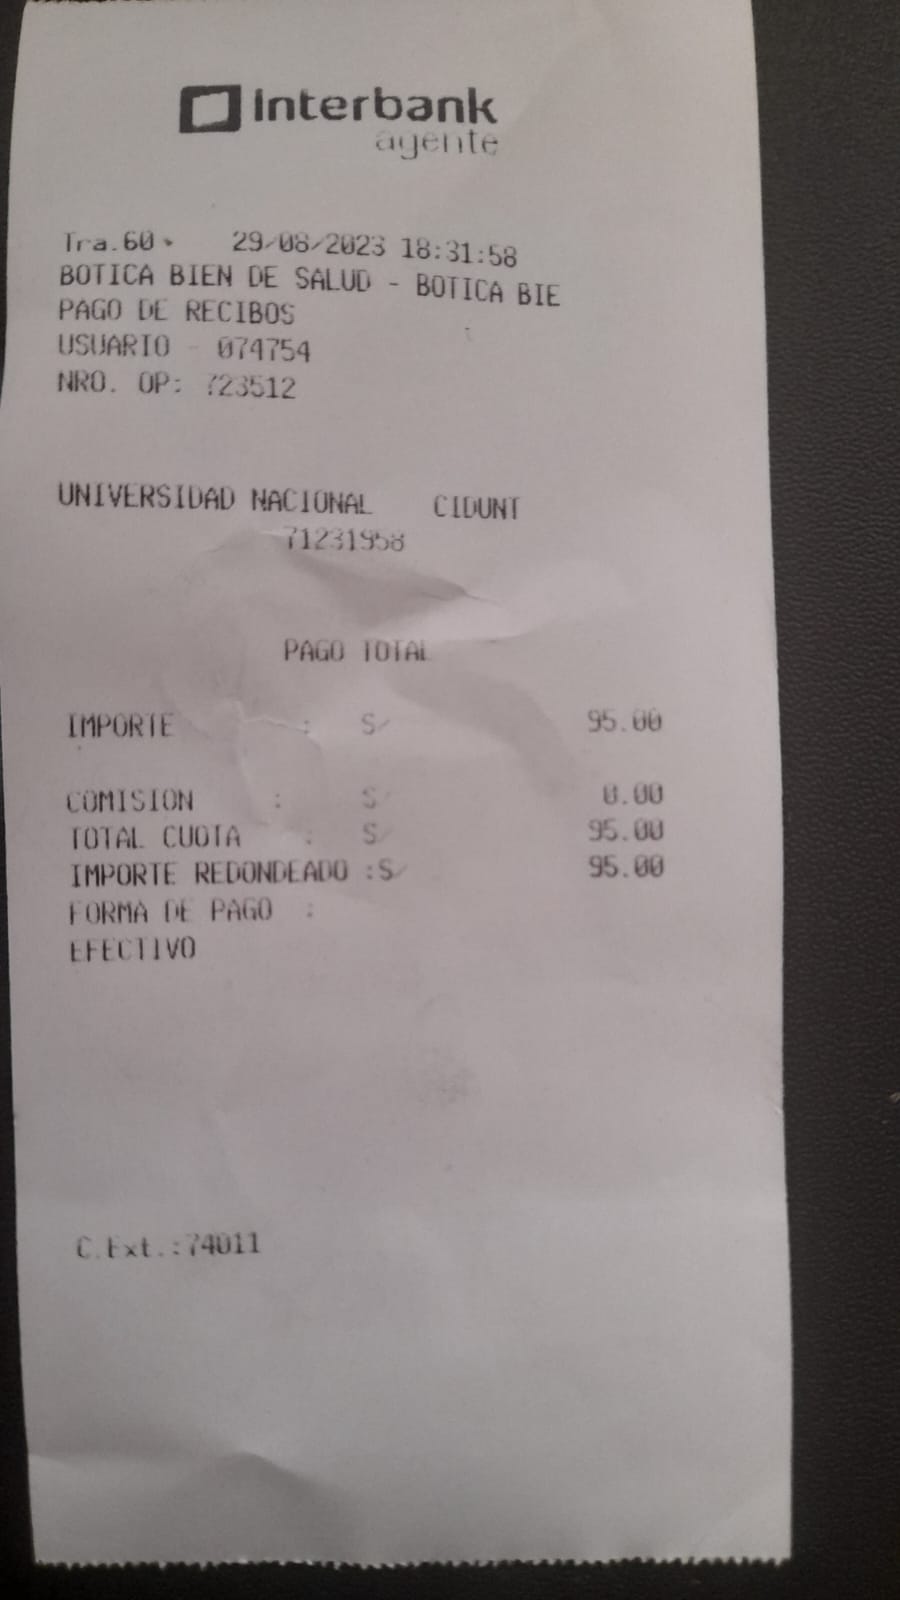 Interbank
agente
Tra.60 29/08/2023 18:31:58
BOTICA BIEN DE SALUD - BOTICA BIE
PAGO DE RECIBOS
USUARIO - 074754
NRO. OP: 723512
UNIVERSIDAD NACIONAL CIDUNT
71231958
PAGO TOTAL
IMPORTE : S/ 95.00
COMISION : S/ 0.00
TOTAL CUOTA : S/ 95.00
IMPORTE REDONDEADO :S/ 95.00
FORMA DE PAGO :
EFECTIVO
C.Ext.:74011